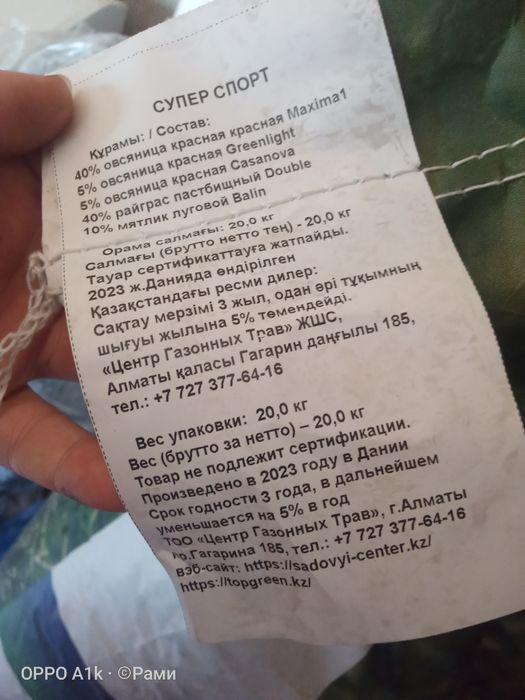 СУПЕР СПОРТ
Құрамы: / Состав:
40% овсяница красная красная Maxima1
5% овсяница красная Greenlight
5% овсяница красная Casanova
40% райграс пастбищный Double
10% мятлик луговой Balin
Орама салмағы: 20,0 кг
Салмағы (брутто нетто тең) - 20,0 кг
Тауар сертификаттауға жатпайды.
2023 ж.Данияда өндірілген
Қазақстандағы ресми дилер:
Сақтау мерзімі 3 жыл, одан әрі тұқымның
шығуы жылына 5% төмендейді.
«Центр Газонных Трав» ЖШС,
Алматы қаласы Гагарин даңғылы 185,
тел.: +7 727 377-64-16
Вес упаковки: 20,0 кг
Вес (брутто за нетто) – 20,0 кг
Товар не подлежит сертификации.
Произведено в 2023 году в Дании
Срок годности 3 года, в дальнейшем
уменьшается на 5% в год
ТОО «Центр Газонных Трав», г.Алматы
пр.Гагарина 185, тел.: +7 727 377-64-16
вэб-сайт: https://sadovyi-center.kz/
https://topgreen.kz/
OPPO A1k · ©Рами